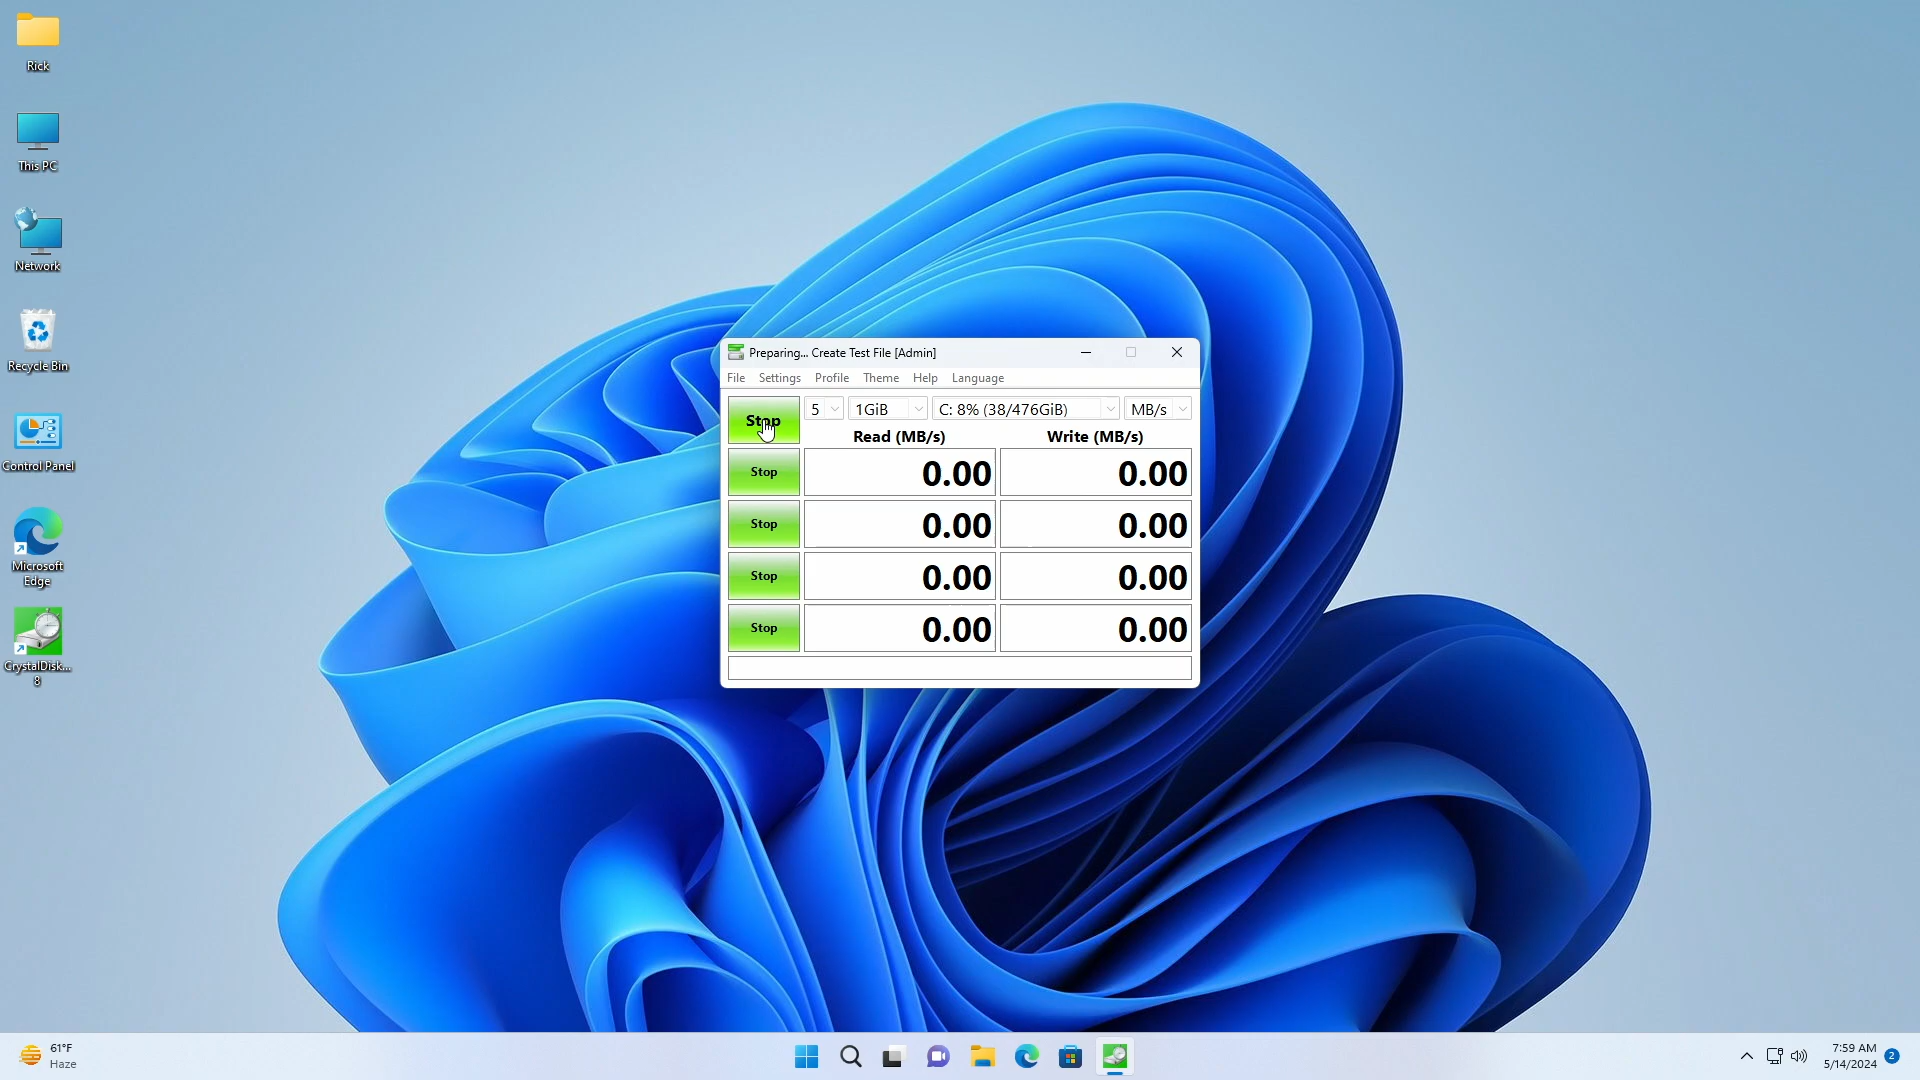 Rick
This PC
Network
Recycle Bin
Control Panel
Microsoft
Edge
CrystalDisk...
8
Preparing... Create Test File [Admin]
File Settings Profile Theme Help Language
Stop 5 1GiB C: 8% (38/476GiB) MB/s
Read (MB/s) Write (MB/s)
Stop 0.00 0.00
Stop 0.00 0.00
Stop 0.00 0.00
Stop 0.00 0.00
61°F
Haze
7:59 AM
5/14/2024
2